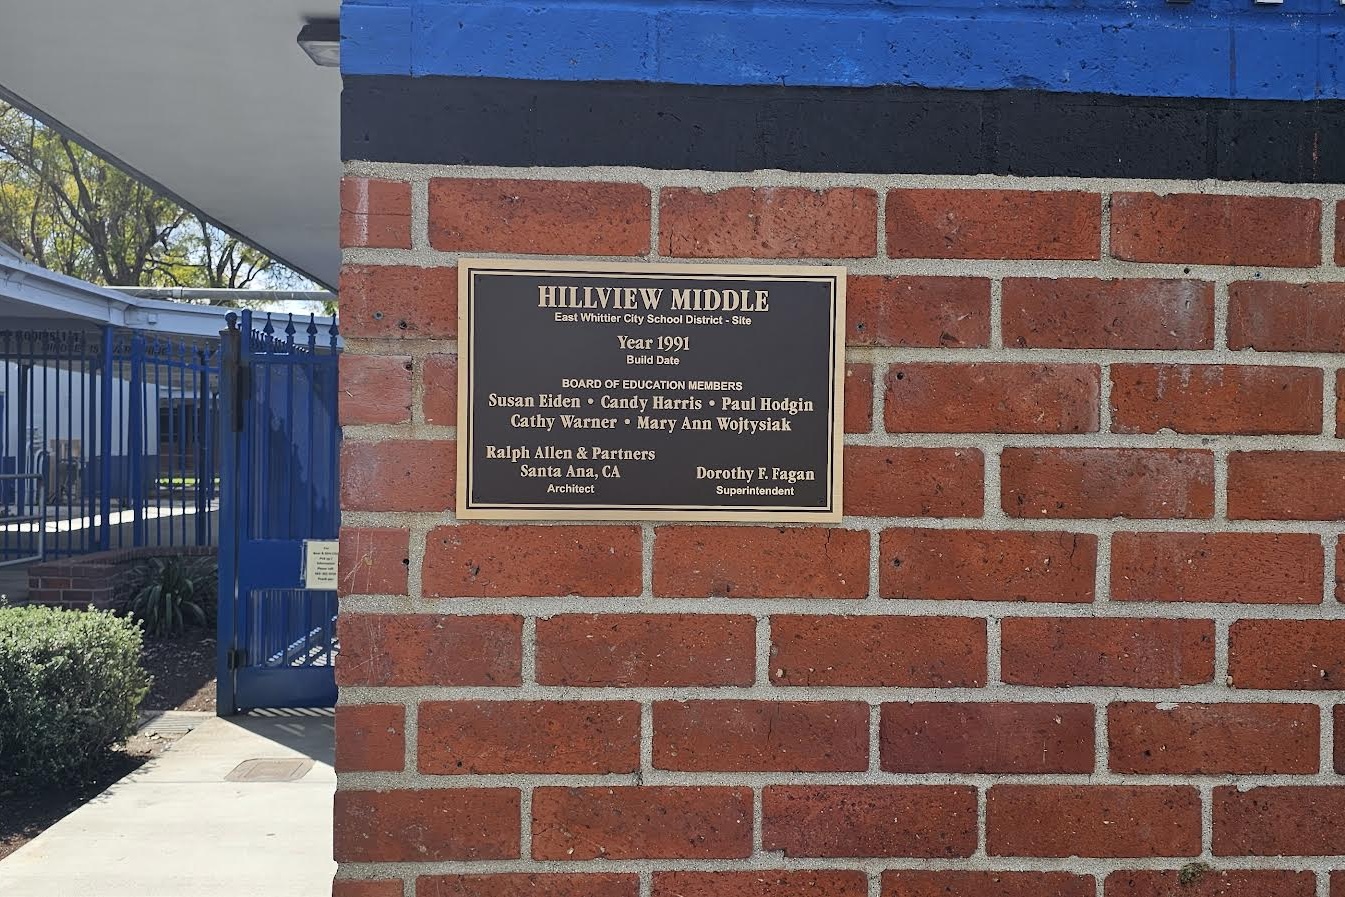 HILLVIEW MIDDLE
East Whittier City School District - Site
Year 1991
Build Date
BOARD OF EDUCATION MEMBERS
Susan Eiden • Candy Harris • Paul Hodgin
Cathy Warner • Mary Ann Wojtysiak
Ralph Allen & Partners
Santa Ana, CA
Architect
Dorothy F. Fagan
Superintendent